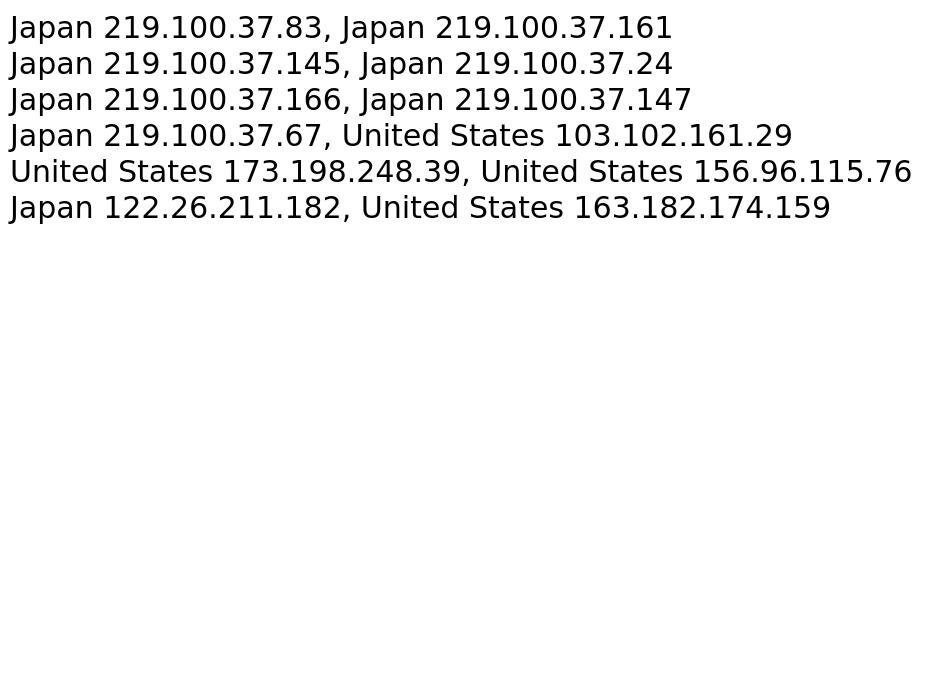 Japan 219.100.37.83, Japan 219.100.37.161
Japan 219.100.37.145, Japan 219.100.37.24
Japan 219.100.37.166, Japan 219.100.37.147
Japan 219.100.37.67, United States 103.102.161.29
United States 173.198.248.39, United States 156.96.115.76
Japan 122.26.211.182, United States 163.182.174.159